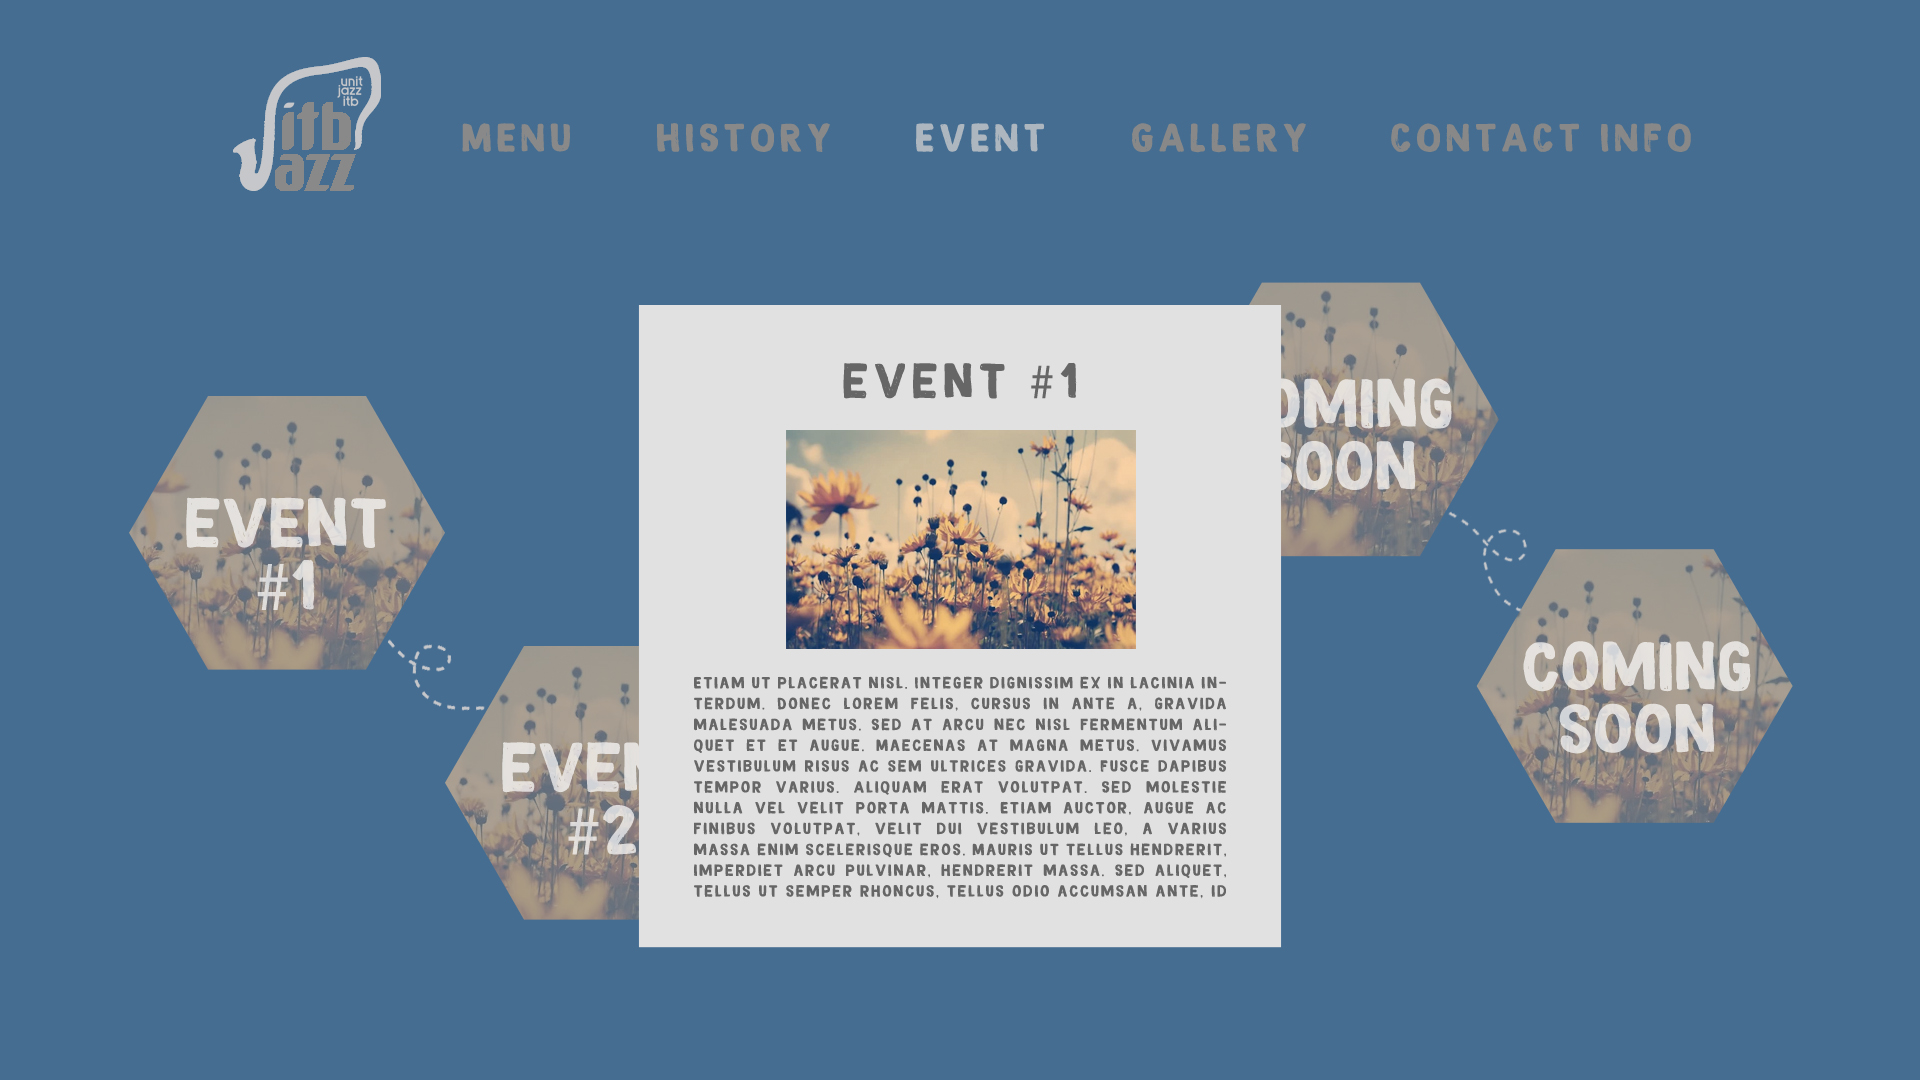 unit
jazz
itb
itb
Jazz
MENU HISTORY EVENT GALLERY CONTACT INFO
EVENT
#1
EVEN
#2
EVENT #1
ETIAM UT PLACERAT NISL. INTEGER DIGNISSIM EX IN LACINIA IN-
TERDUM. DONEC LOREM FELIS, CURSUS IN ANTE A, GRAVIDA
MALESUADA METUS. SED AT ARCU NEC NISL FERMENTUM ALI-
QUET ET ET AUGUE. MAECENAS AT MAGNA METUS. VIVAMUS
VESTIBULUM RISUS AC SEM ULTRICES GRAVIDA. FUSCE DAPIBUS
TEMPOR VARIUS. ALIQUAM ERAT VOLUTPAT. SED MOLESTIE
NULLA VEL VELIT PORTA MATTIS. ETIAM AUCTOR, AUGUE AC
FINIBUS VOLUTPAT, VELIT DUI VESTIBULUM LEO, A VARIUS
MASSA ENIM SCELERISQUE EROS. MAURIS UT TELLUS HENDRERIT,
IMPERDIET ARCU PULVINAR, HENDRERIT MASSA. SED ALIQUET,
TELLUS UT SEMPER RHONCUS, TELLUS ODIO ACCUMSAN ANTE, ID
OMING
SOON
COMING
SOON